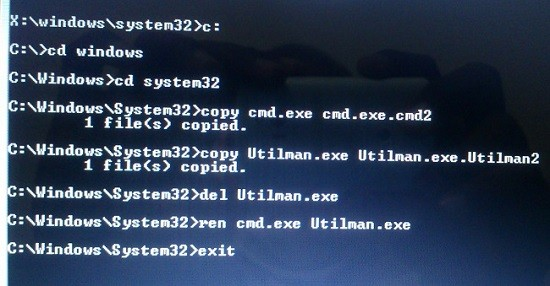 X:\windows\system32>c:
C:\>cd windows
C:\Windows>cd system32
C:\Windows\System32>copy cmd.exe cmd.exe.cmd2
1 file(s) copied.
C:\Windows\System32>copy Utilman.exe Utilman.exe.Utilman2
1 file(s) copied.
C:\Windows\System32>del Utilman.exe
C:\Windows\System32>ren cmd.exe Utilman.exe
C:\Windows\System32>exit